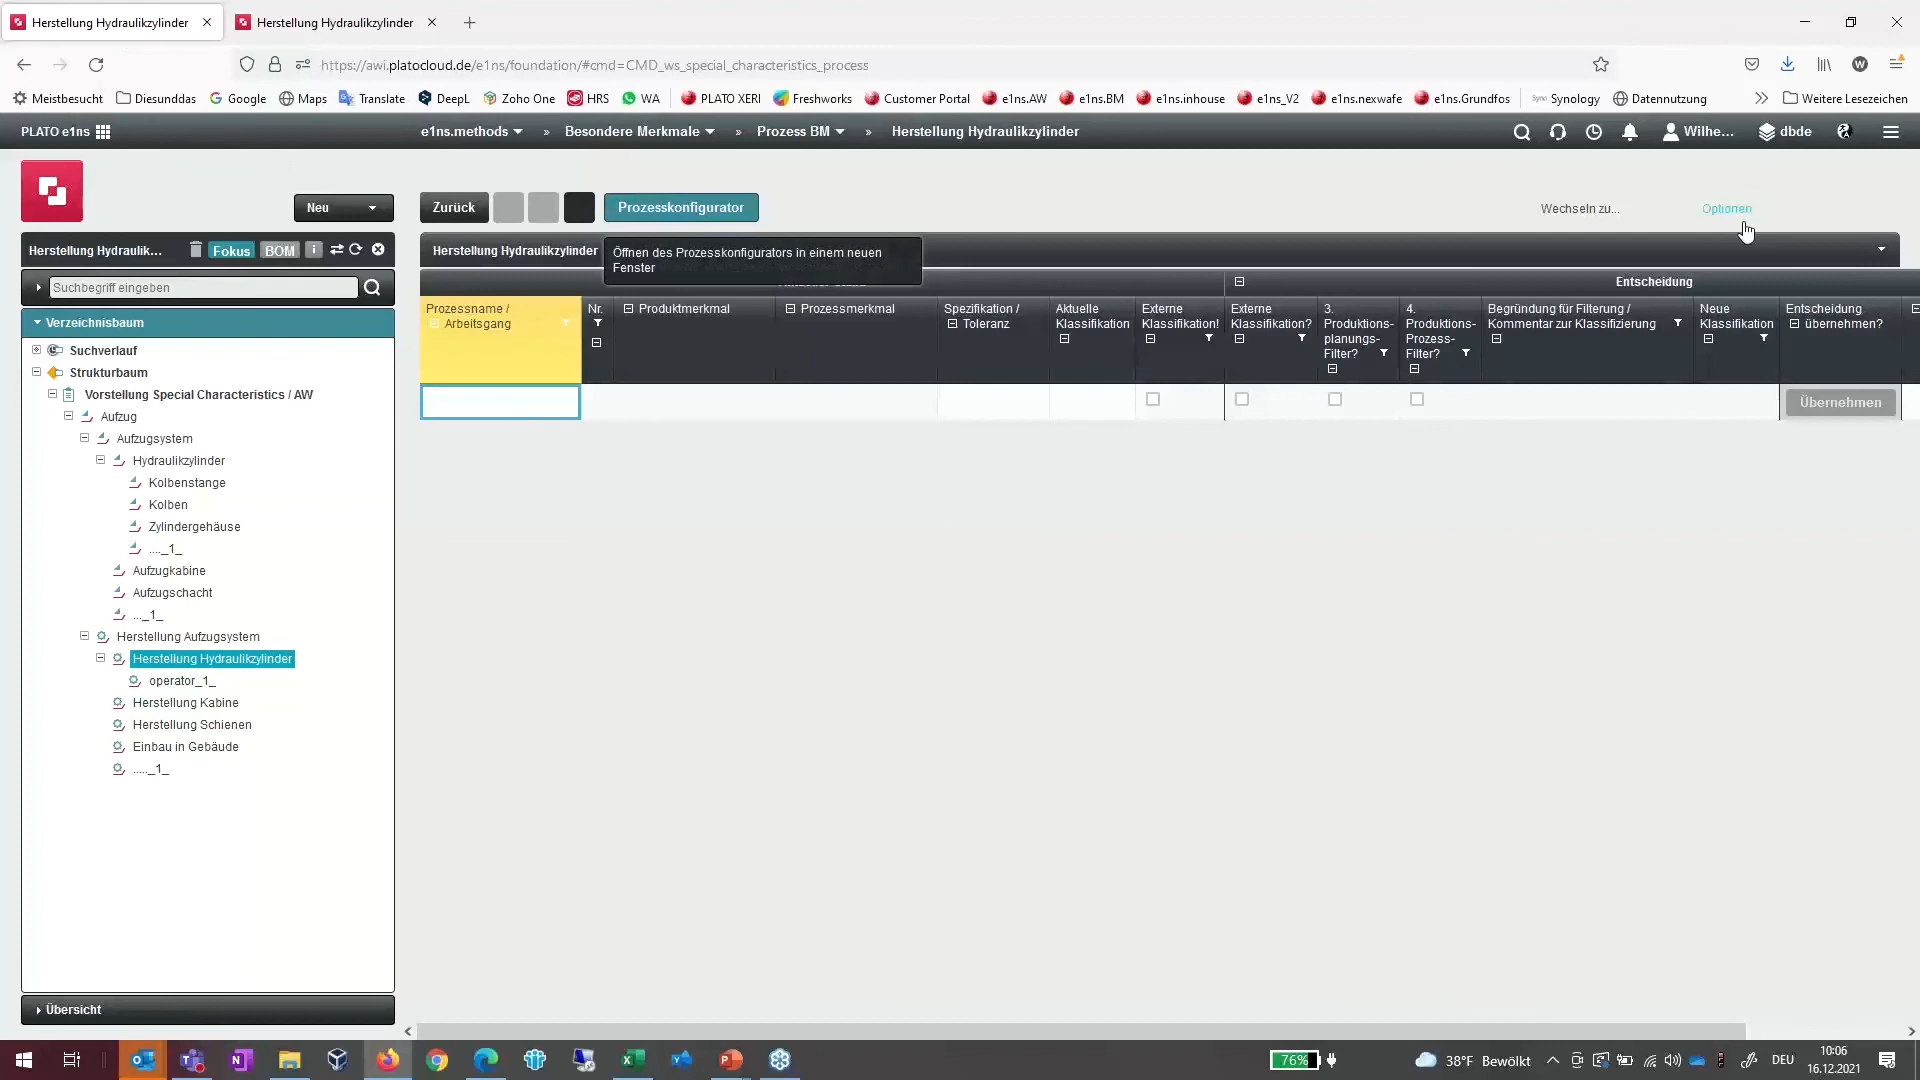 Herstellung Hydraulikzylinder
Herstellung Hydraulikzylinder
https://awi.platocloud.de/e1ns/foundation/#cmd=CMD_ws_special_characteristics_process
Meistbesucht
Diesunddas
Google
Maps
Translate
DeepL
Zoho One
HRS
WA
PLATO XERI
Freshworks
Customer Portal
e1ns.AW
e1ns.BM
e1ns.inhouse
e1ns_V2
e1ns.nexwafe
e1ns.Grundfos
Sync Synology
Datennutzung
Weitere Lesezeichen
PLATO e1ns
e1ns.methods » Besondere Merkmale » Prozess BM » Herstellung Hydraulikzylinder
Wilhe...
dbde
Neu
Zurück
Prozesskonfigurator
Wechseln zu...
Optionen
Herstellung Hydraulik...
Fokus
BOM
i
Herstellung Hydraulikzylinder
Öffnen des Prozesskonfigurators in einem neuen
Fenster
Suchbegriff eingeben
Entscheidung
Prozessname /
Arbeitsgang
Nr.
Produktmerkmal
Prozessmerkmal
Spezifikation /
Toleranz
Aktuelle
Klassifikation
Externe
Klassifikation!
Externe
Klassifikation?
3.
Produktions-
planungs-
Filter?
4.
Produktions-
Prozess-
Filter?
Begründung für Filterung /
Kommentar zur Klassifizierung
Neue
Klassifikation
Entscheidung
übernehmen?
Übernehmen
Verzeichnisbaum
Suchverlauf
Strukturbaum
Vorstellung Special Characteristics / AW
Aufzug
Aufzugsystem
Hydraulikzylinder
Kolbenstange
Kolben
Zylindergehäuse
...._1_
Aufzugkabine
Aufzugschacht
..._1_
Herstellung Aufzugsystem
Herstellung Hydraulikzylinder
operator_1_
Herstellung Kabine
Herstellung Schienen
Einbau in Gebäude
....._1_
Übersicht
76%
38°F Bewölkt
DEU
10:06
16.12.2021